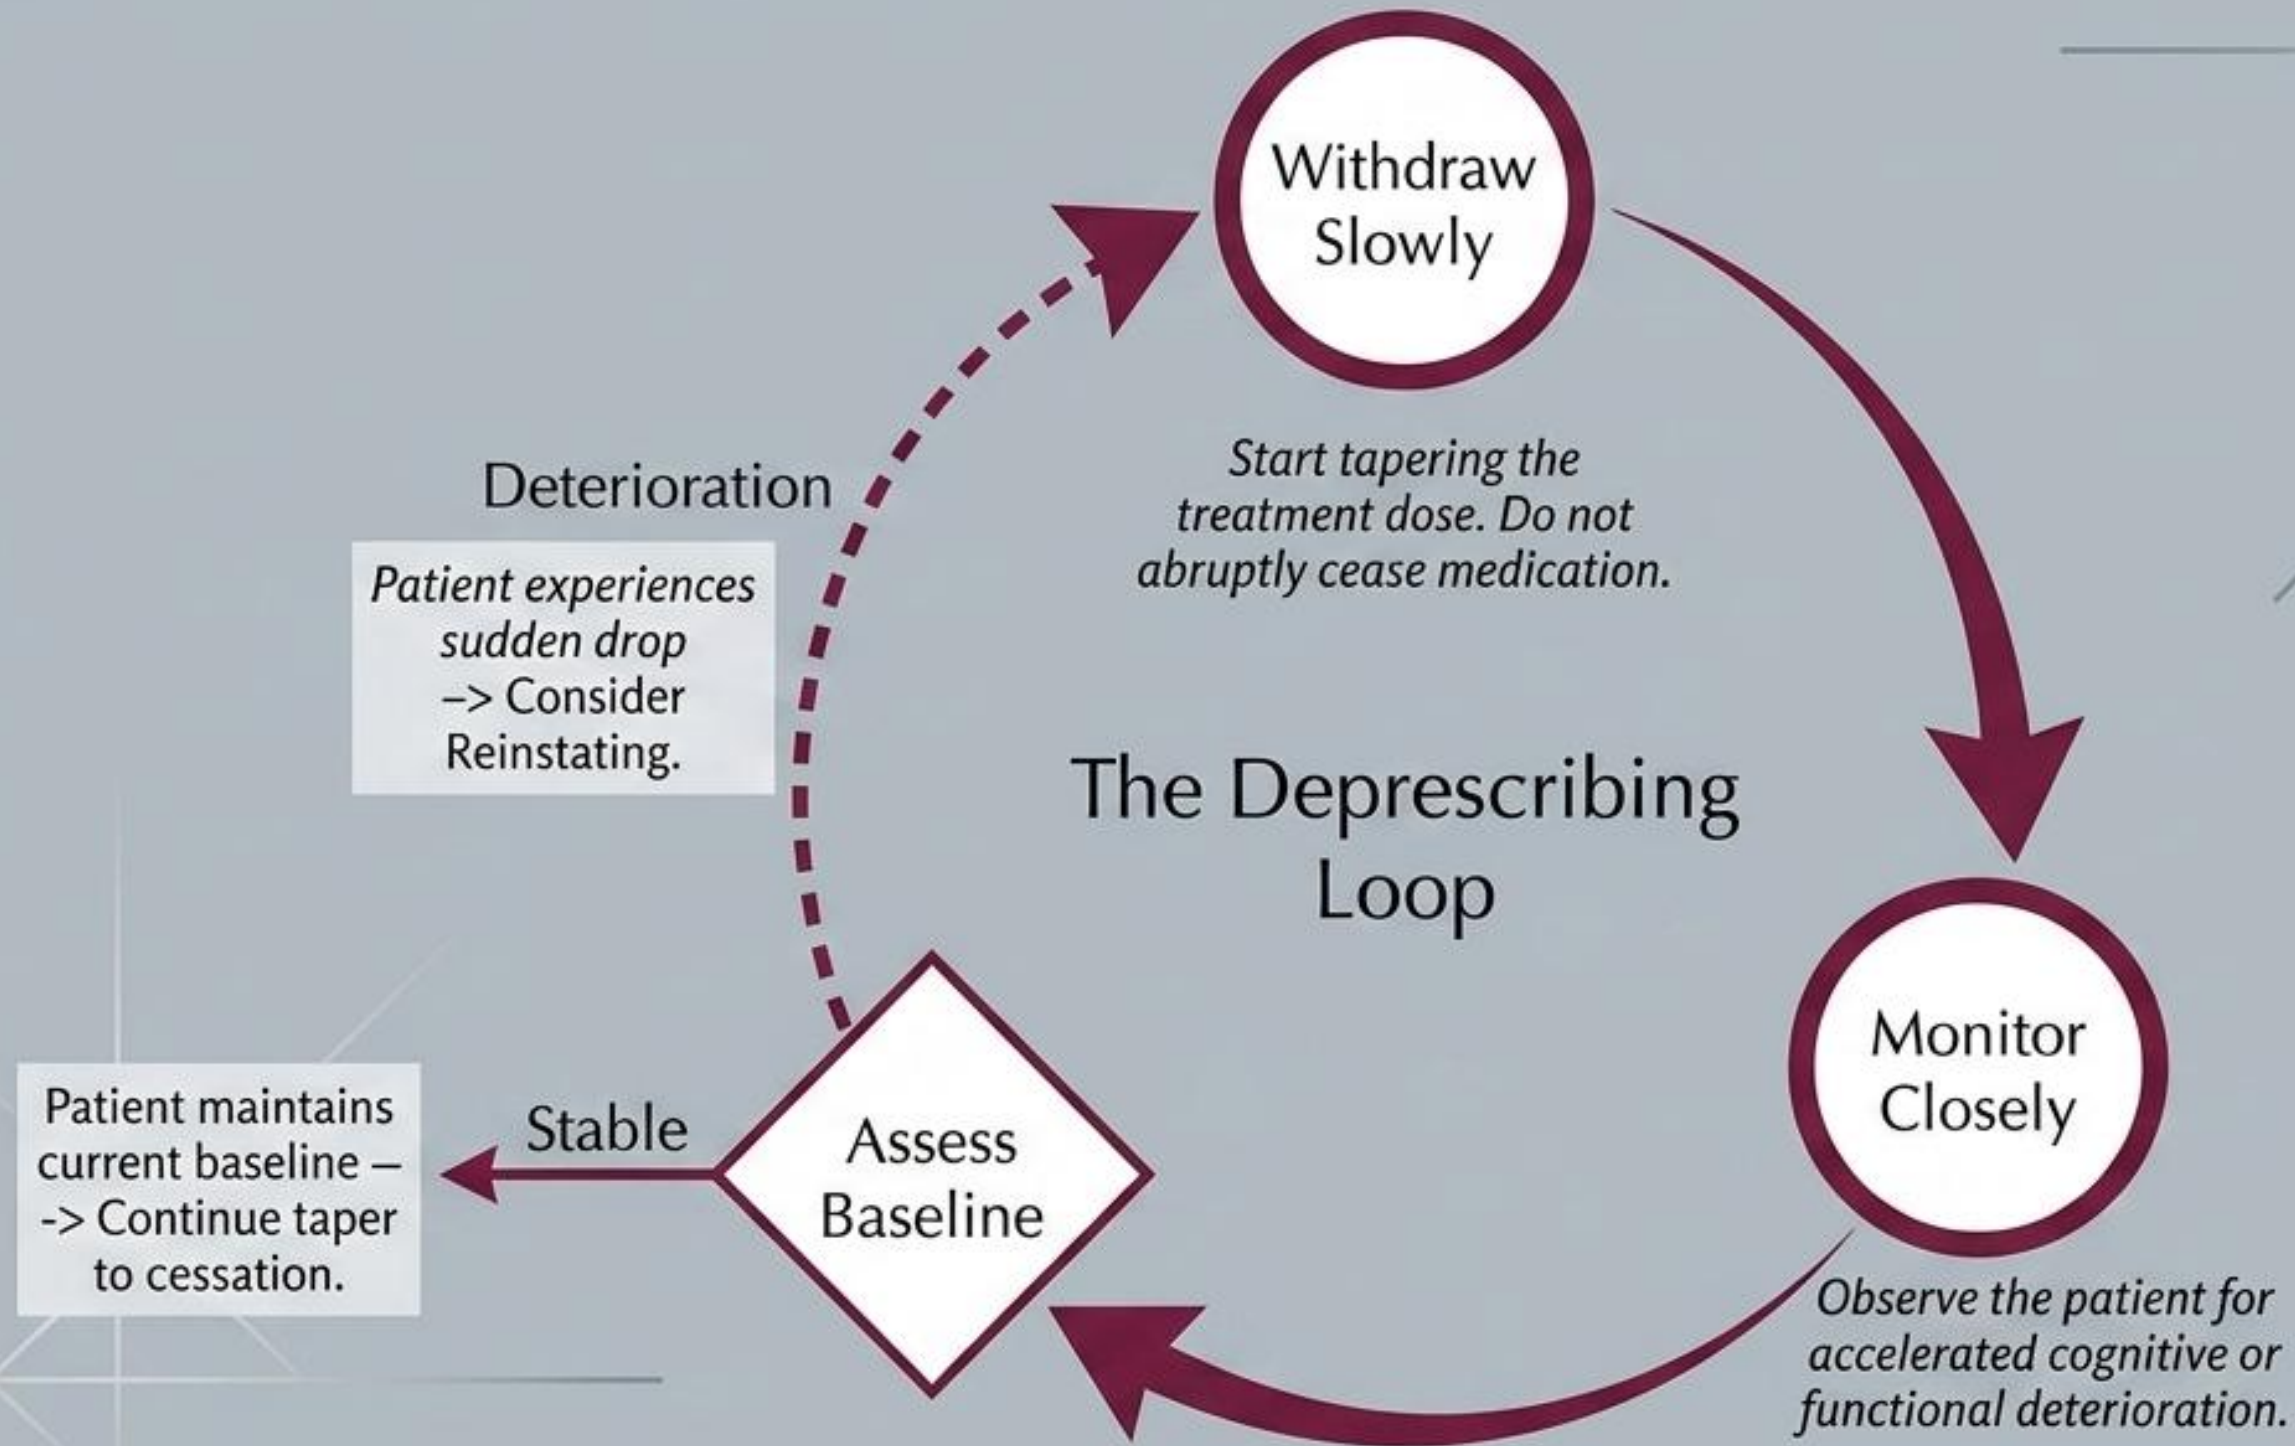 Withdraw
Slowly
Start tapering the
treatment dose. Do not
abruptly cease medication.
Deterioration
Patient experiences
sudden drop
–> Consider
Reinstating.
The Deprescribing
Loop
Monitor
Closely
Observe the patient for
accelerated cognitive or
functional deterioration.
Assess
Baseline
Stable
Patient maintains
current baseline –
-> Continue taper
to cessation.